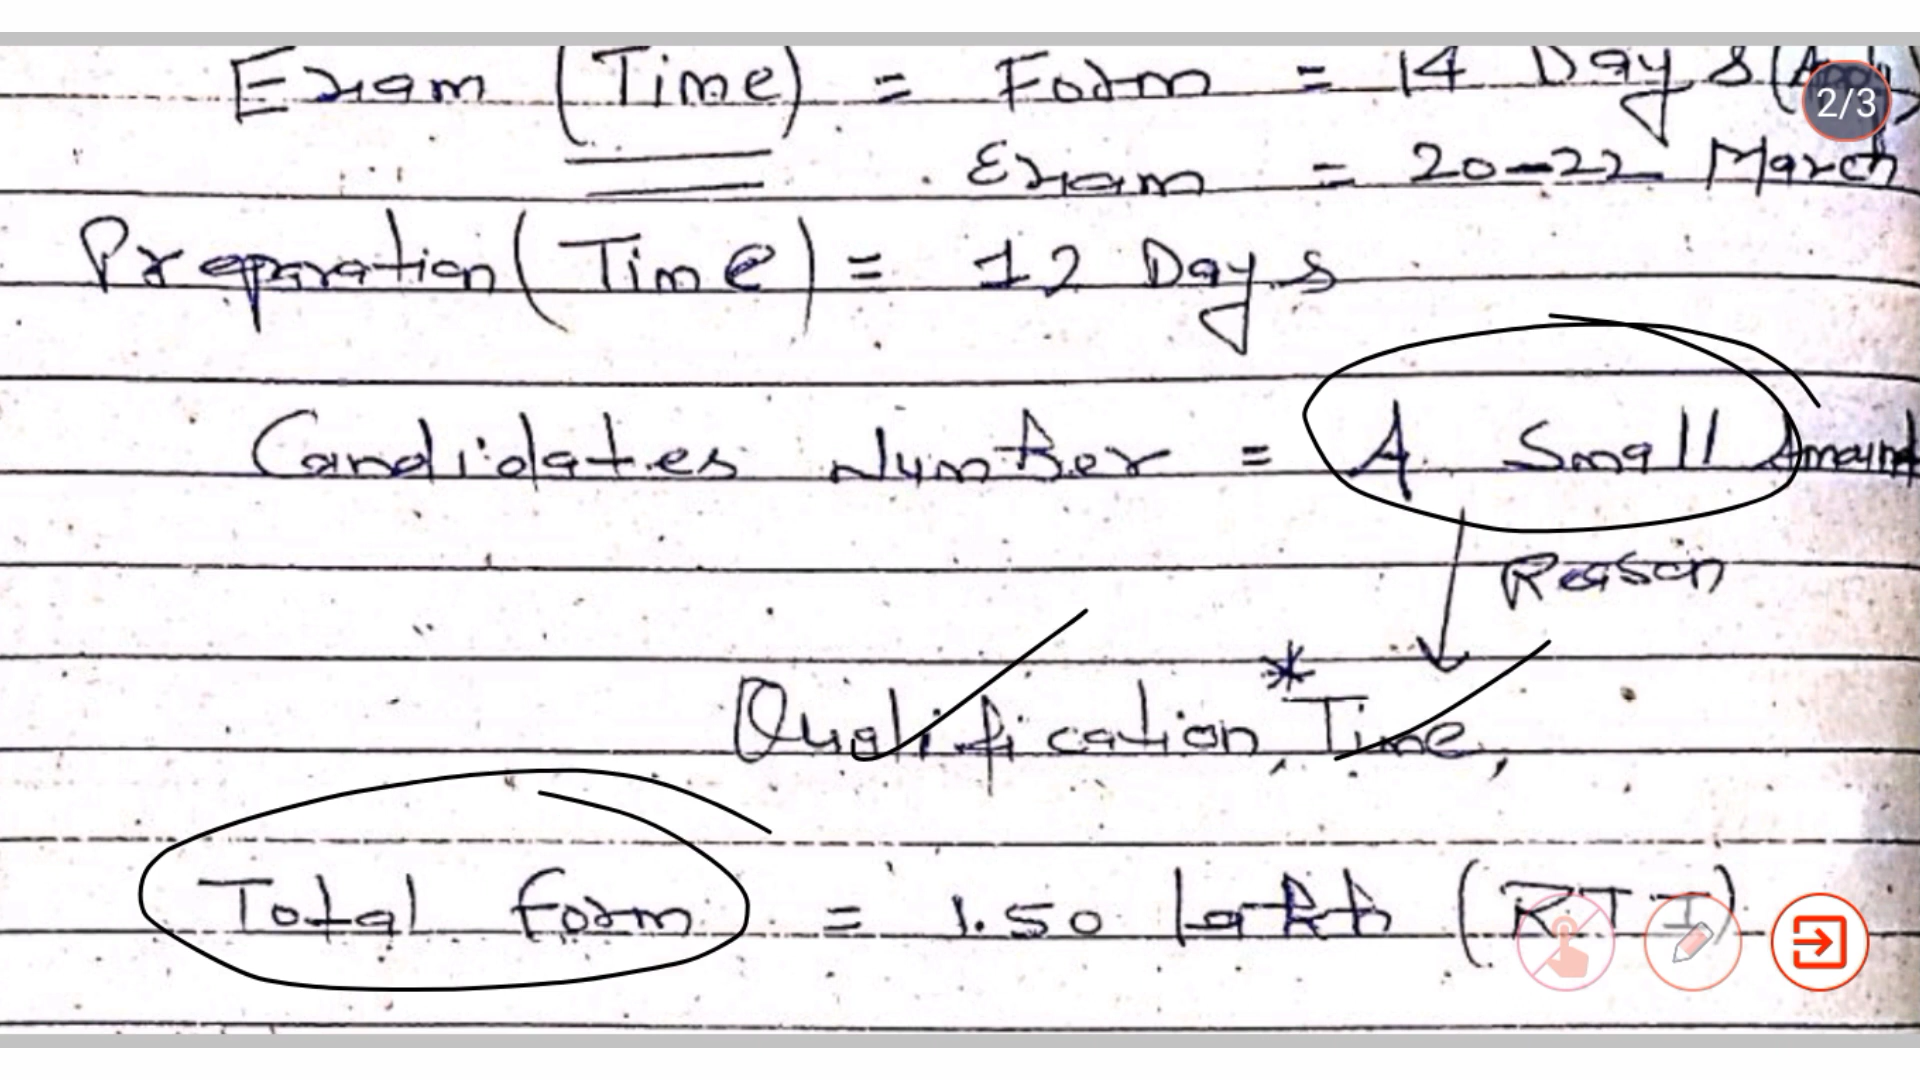 Exam (Time) = Form = 14 Days
2/3
Exam = 20-22 March
Preparation (Time) = 12 Days
Candidates Number = A Small Amaunt
Reason
*
Qualification, Time,
Total form = 1.50 lakh (RTI)